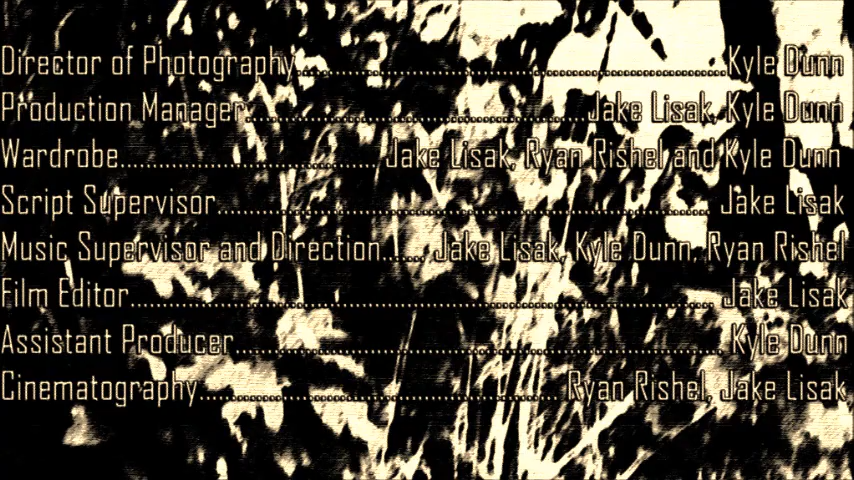 Director of Photography......................................................Kyle Dunn
Production Manager...........................................Jake Lisak, Kyle Dunn
Wardrobe................................. Jake Lisak, Ryan Rishel and Kyle Dunn
Script Supervisor.............................................................. Jake Lisak
Music Supervisor and Direction...... Jake Lisak, Kyle Dunn, Ryan Rishel
Film Editor.......................................................................... Jake Lisak
Assistant Producer.............................................................. Kyle Dunn
Cinematography............................................. Ryan Rishel, Jake Lisak